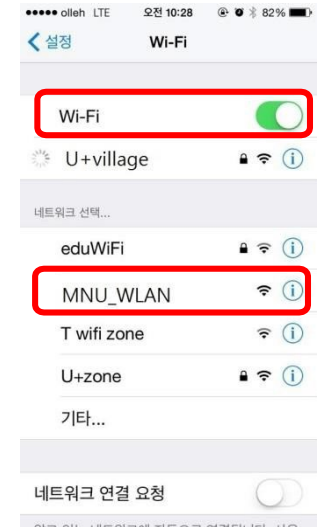 olleh LTE 오전 10:28 82%
설정 Wi-Fi
Wi-Fi
U+village
네트워크 선택...
eduWiFi
MNU_WLAN
T wifi zone
U+zone
기타...
네트워크 연결 요청